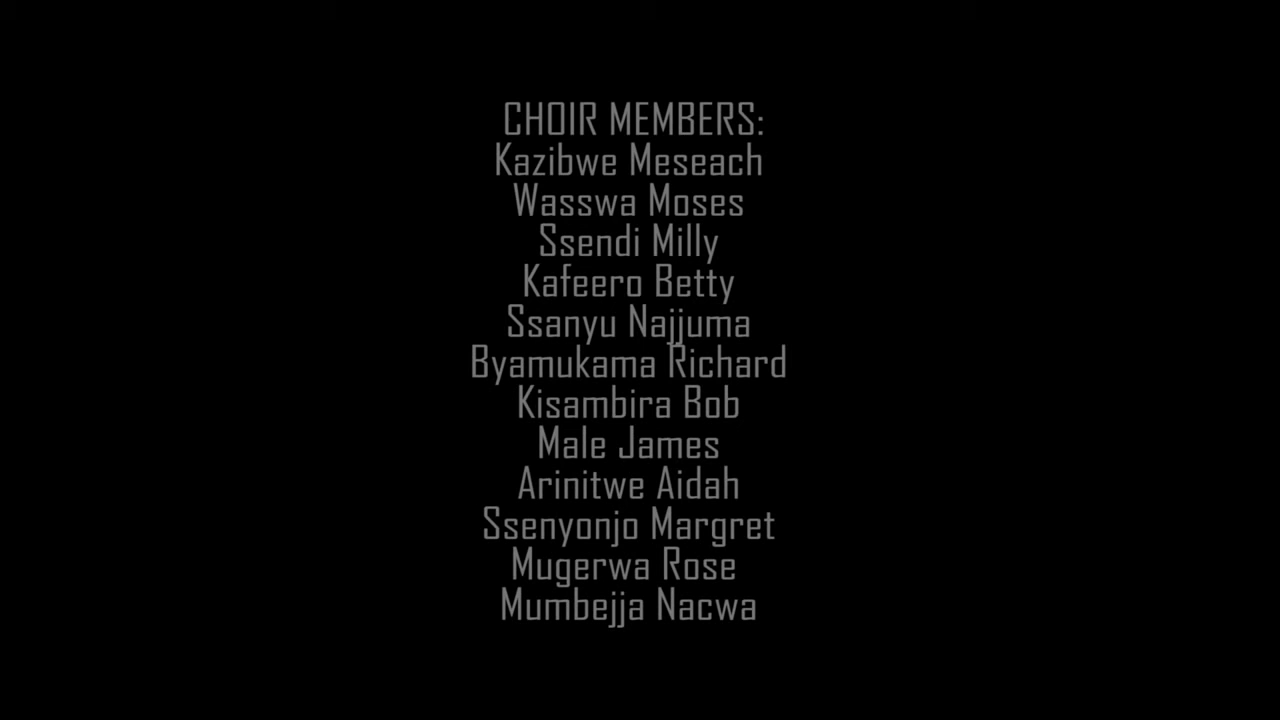 CHOIR MEMBERS:
Kazibwe Meseach
Wasswa Moses
Ssendi Milly
Kafeero Betty
Ssanyu Najjuma
Byamukama Richard
Kisambira Bob
Male James
Arinitwe Aidah
Ssenyonjo Margret
Mugerwa Rose
Mumbejja Nacwa